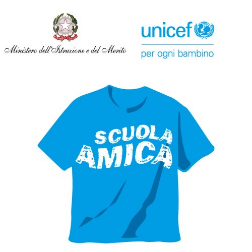 unicef
Ministero dell'Istruzione e del Merito
per ogni bambino
SCUOLA
AMICA